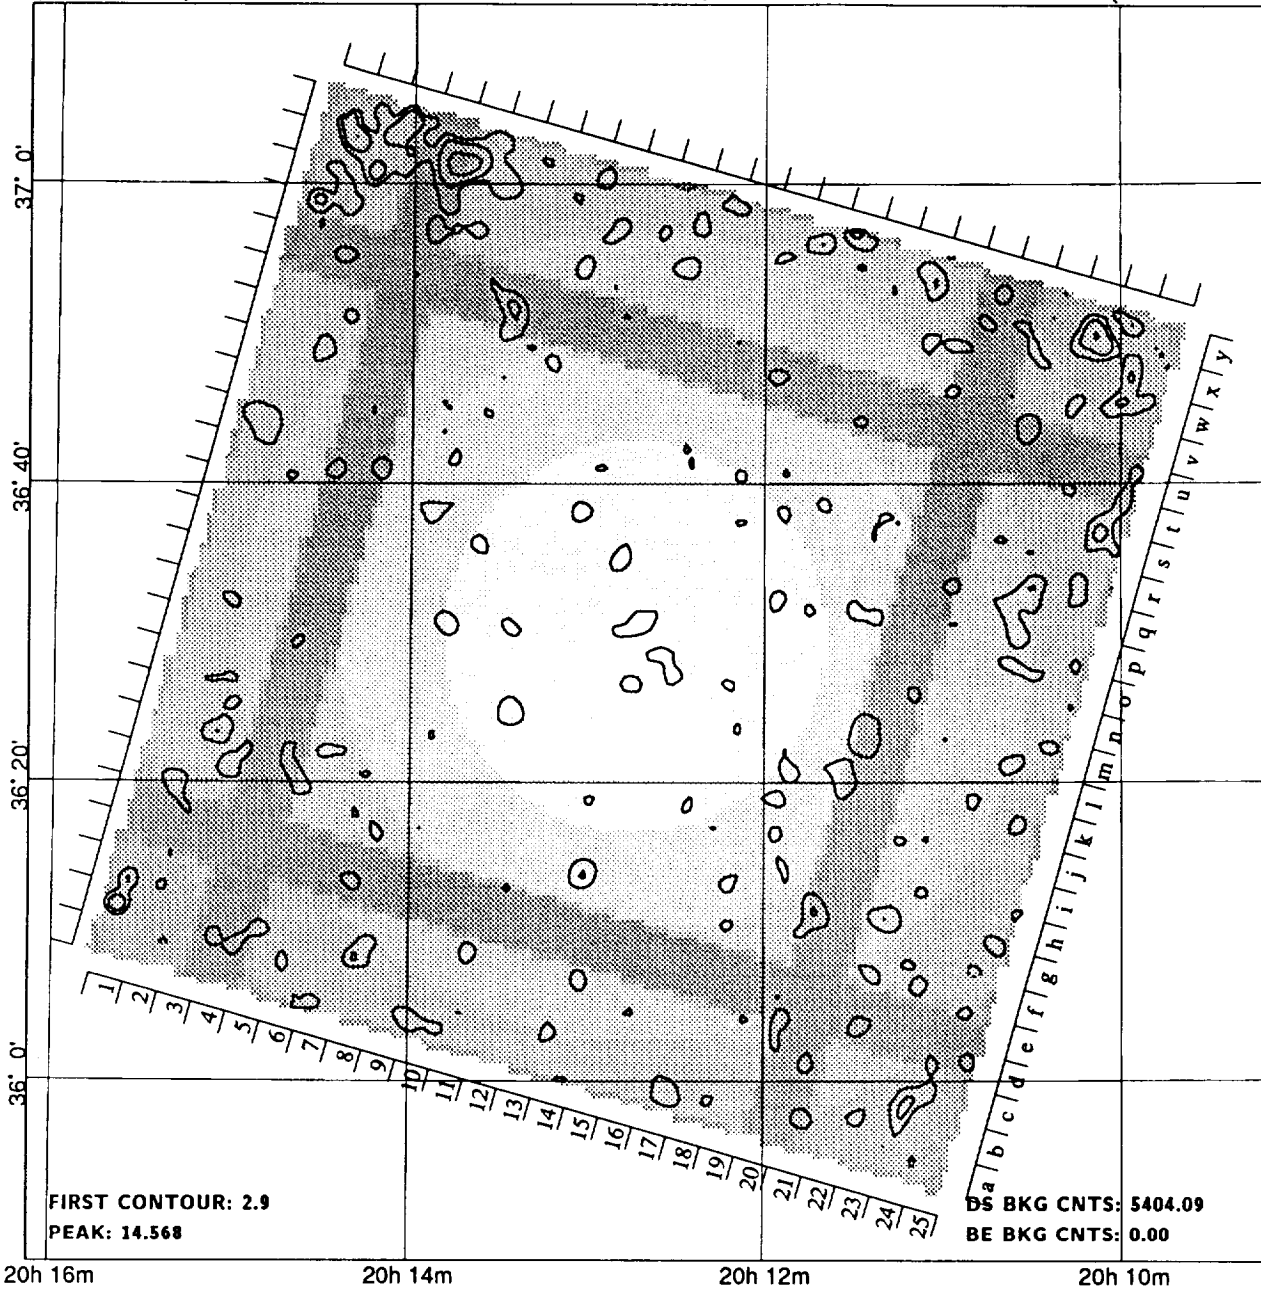 37° 0'
36° 40'
36° 20'
36° 0'
y
x
w
v
u
t
s
r
q
p
o
n
m
l
k
j
i
h
g
f
e
d
c
b
a
1
2
3
4
5
6
7
8
9
10
11
12
13
14
15
16
17
18
19
20
21
22
23
24
25
FIRST CONTOUR: 2.9
PEAK: 14.568
DS BKG CNTS: 5404.09
BE BKG CNTS: 0.00
20h 16m
20h 14m
20h 12m
20h 10m